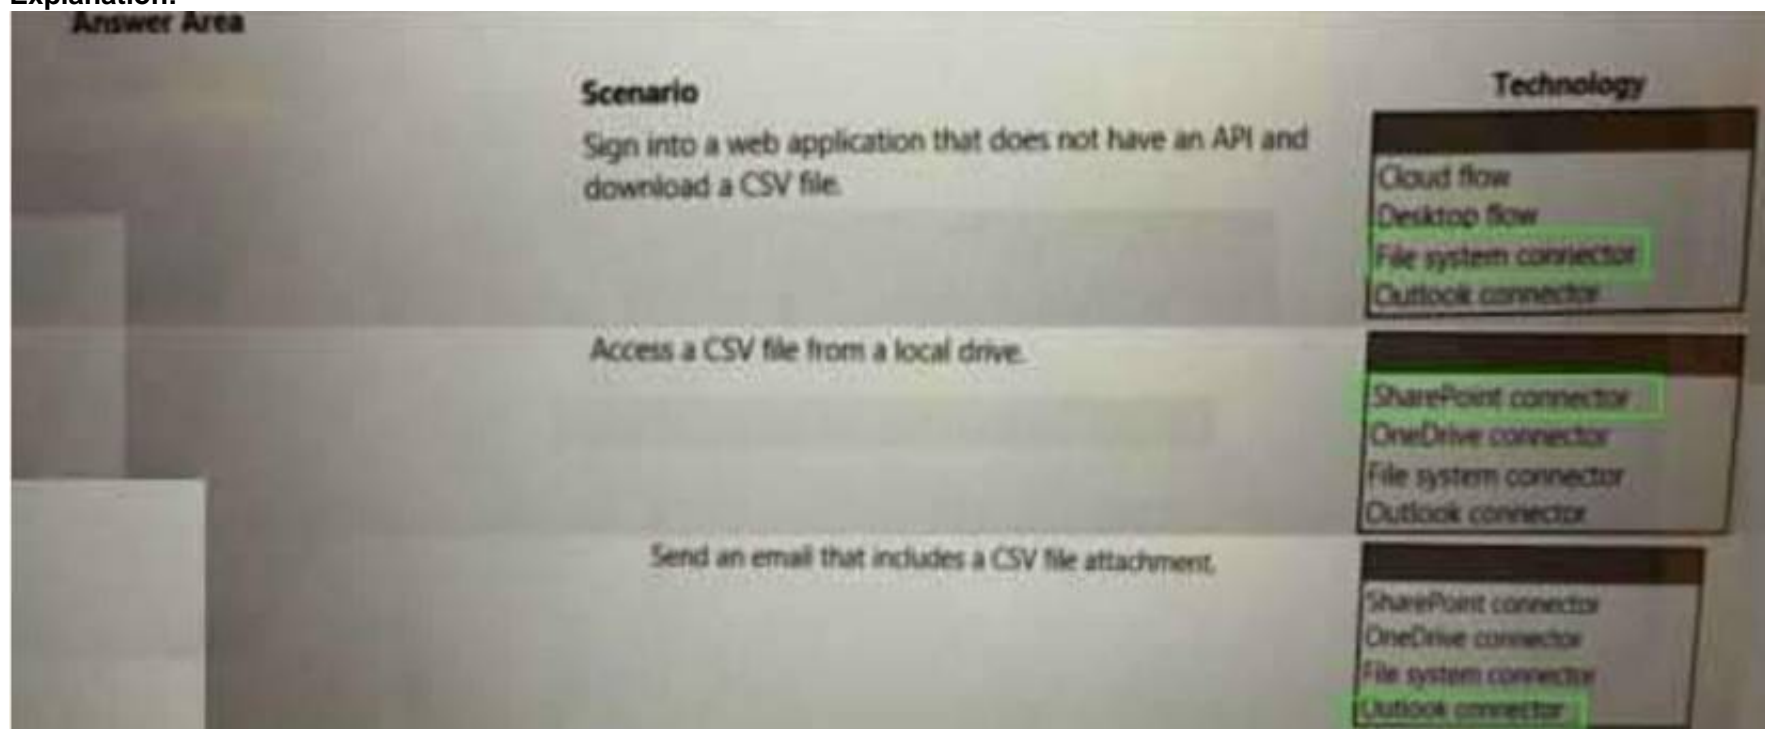 Explanation:
Answer Area
Scenario
Technology
Sign into a web application that does not have an API and
download a CSV file.
Cloud flow
Desktop flow
File system connector
Outlook connector
Access a CSV file from a local drive.
SharePoint connector
OneDrive connector
File system connector
Outlook connector
Send an email that includes a CSV file attachment.
SharePoint connector
OneDrive connector
File system connector
Outlook connector